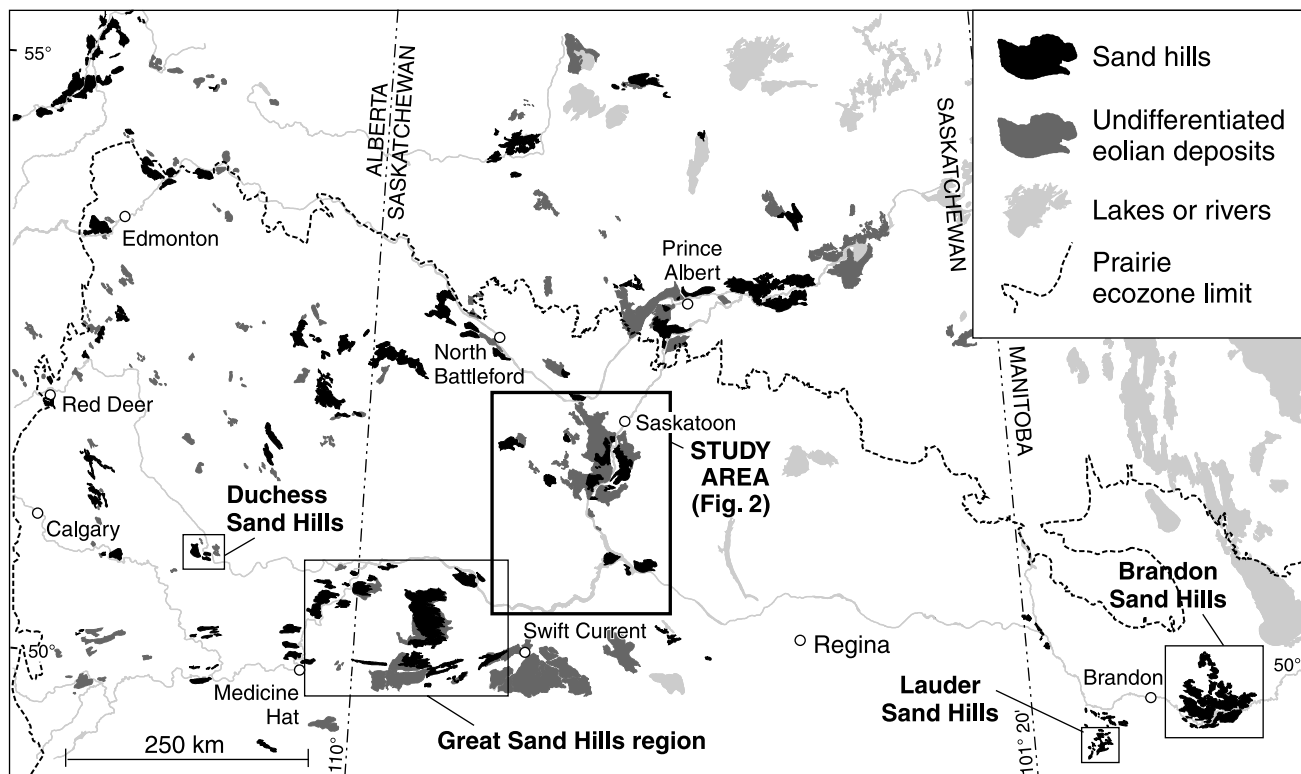 55°
ALBERTA
SASKATCHEWAN
SASKATCHEWAN
MANITOBA
Sand hills
Undifferentiated
eolian deposits
Lakes or rivers
Prairie
ecozone limit
Edmonton
Prince
Albert
North
Battleford
Red Deer
Saskatoon
STUDY
AREA
(Fig. 2)
Duchess
Sand Hills
Calgary
Brandon
Sand Hills
Swift Current
Regina
50°
50°
Medicine
Hat
Brandon
Lauder
Sand Hills
Great Sand Hills region
250 km
110°
101° 20'